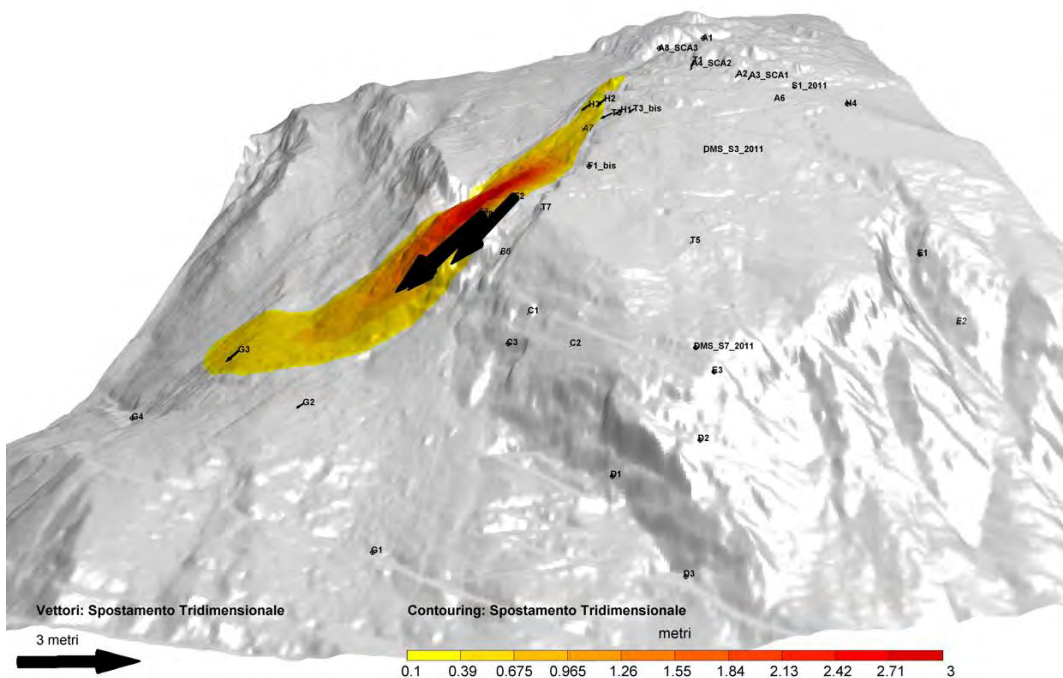 A1
A8_SCA3
A4_SCA2
A2
A3_SCA1
S1_2011
A6
H4
H2
H1
T3_bis
A7
DMS_S3_2011
F1_bis
T7
B6
T5
E1
E2
C1
C3
C2
DMS_S7_2011
E3
G3
G2
G4
D2
D1
G1
D3
Vettori: Spostamento Tridimensionale
3 metri
Contouring: Spostamento Tridimensionale
metri
0.1 0.39 0.675 0.965 1.26 1.55 1.84 2.13 2.42 2.71 3